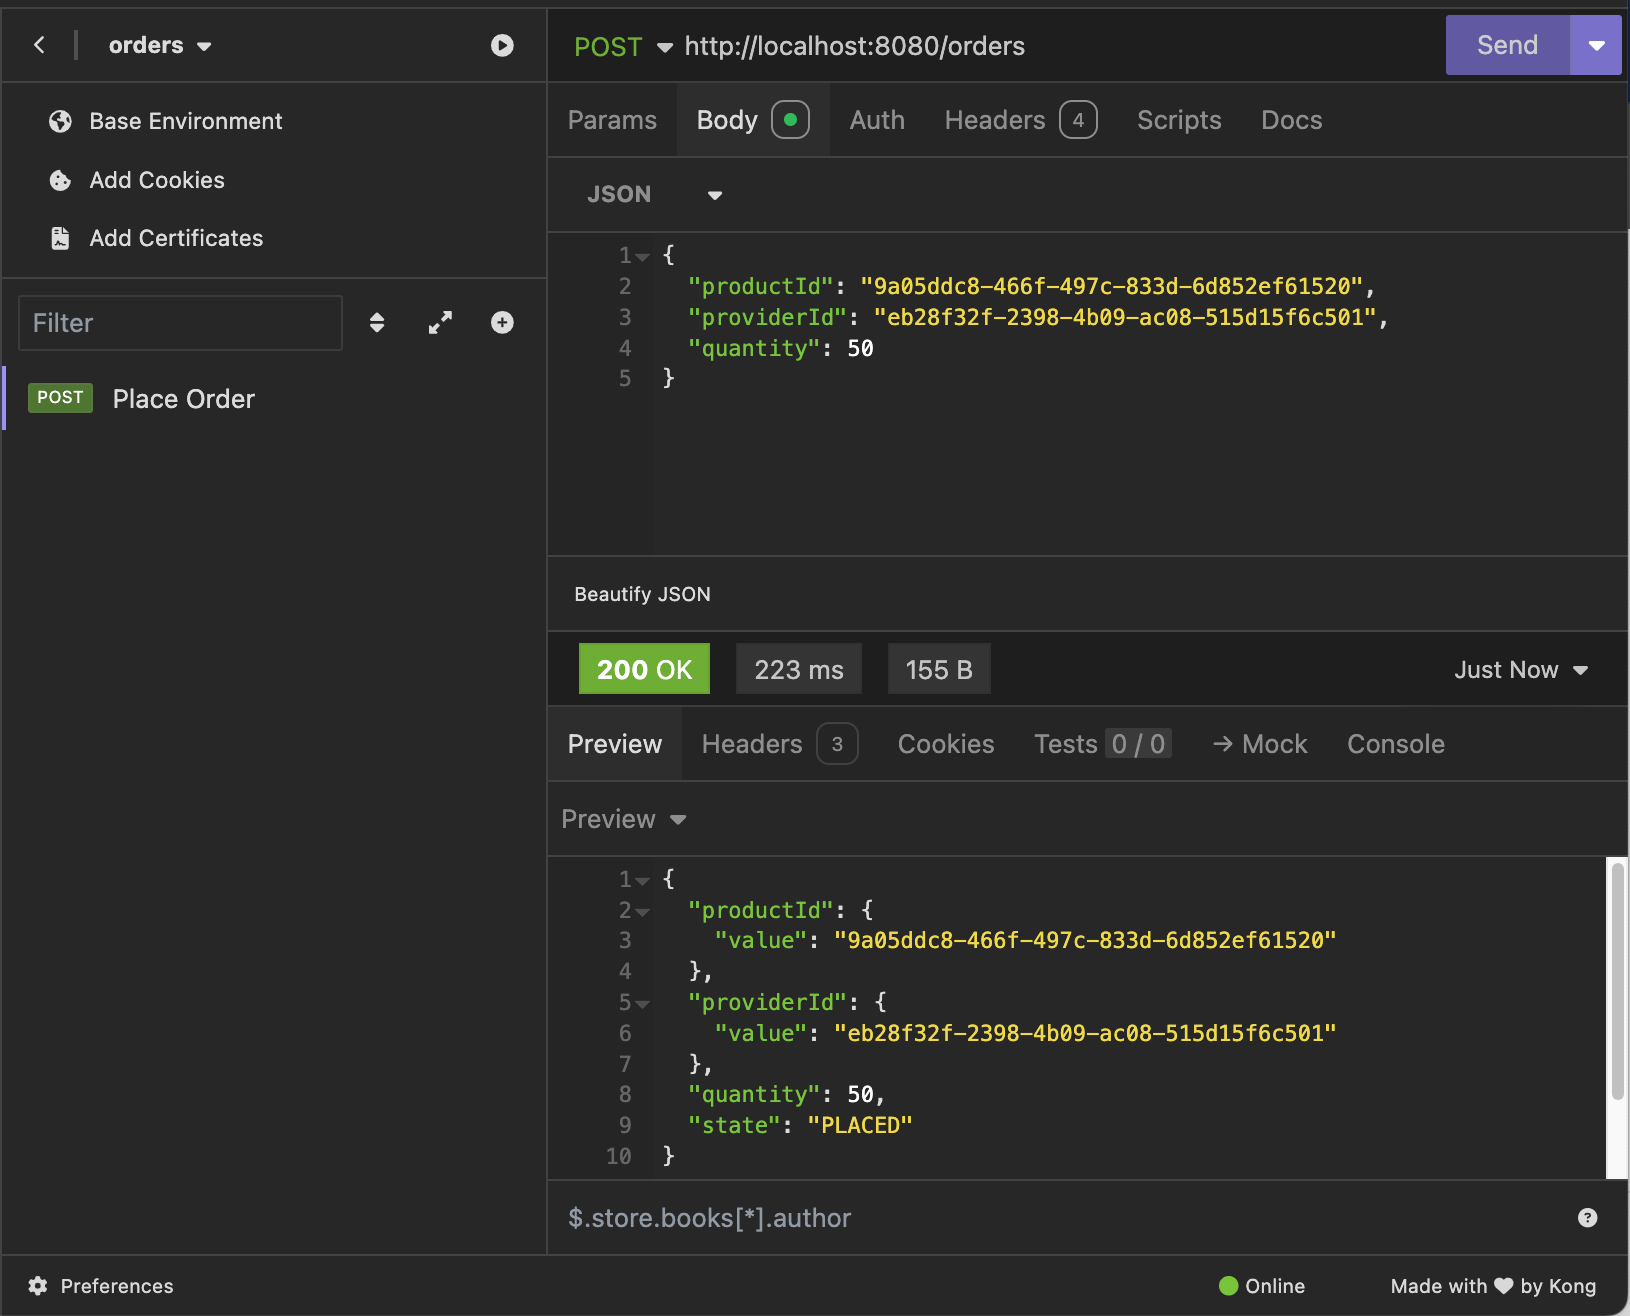 orders
Base Environment
Add Cookies
Add Certificates
Filter
POST Place Order
POST http://localhost:8080/orders
Send
Params Body Auth Headers 4 Scripts Docs
JSON
1 {
2 "productId": "9a05ddc8-466f-497c-833d-6d852ef61520",
3 "providerId": "eb28f32f-2398-4b09-ac08-515d15f6c501",
4 "quantity": 50
5 }
Beautify JSON
200 OK 223 ms 155 B Just Now
Preview Headers 3 Cookies Tests 0 / 0 → Mock Console
Preview
1 {
2 "productId": {
3 "value": "9a05ddc8-466f-497c-833d-6d852ef61520"
4 },
5 "providerId": {
6 "value": "eb28f32f-2398-4b09-ac08-515d15f6c501"
7 },
8 "quantity": 50,
9 "state": "PLACED"
10 }
$.store.books[*].author
Preferences
Online
Made with ♥ by Kong